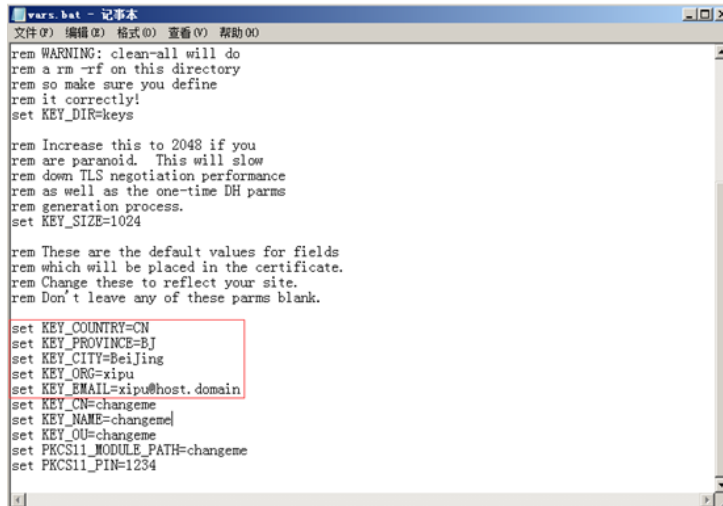 vars.bat - 记事本
文件(F) 编辑(E) 格式(O) 查看(V) 帮助(H)
rem WARNING: clean-all will do
rem a rm -rf on this directory
rem so make sure you define
rem it correctly!
set KEY_DIR=keys
rem Increase this to 2048 if you
rem are paranoid.  This will slow
rem down TLS negotiation performance
rem as well as the one-time DH parms
rem generation process.
set KEY_SIZE=1024
rem These are the default values for fields
rem which will be placed in the certificate.
rem Change these to reflect your site.
rem Don't leave any of these parms blank.
set KEY_COUNTRY=CN
set KEY_PROVINCE=BJ
set KEY_CITY=BeiJing
set KEY_ORG=xipu
set KEY_EMAIL=xipu@host.domain
set KEY_CN=changeme
set KEY_NAME=changeme
set KEY_OU=changeme
set PKCS11_MODULE_PATH=changeme
set PKCS11_PIN=1234